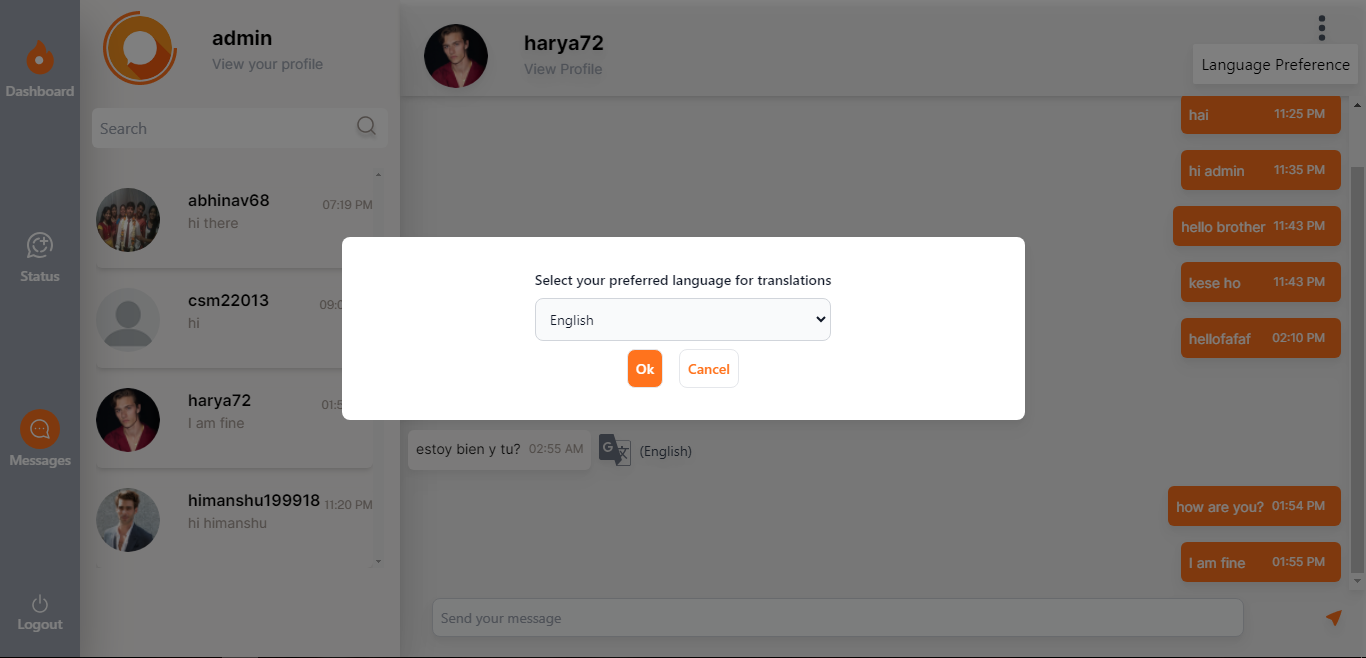 Dashboard
Status
Messages
Logout
admin
View your profile
Search
abhinav68
07:19 PM
hi there
csm22013
hi
harya72
I am fine
himanshu199918
11:20 PM
hi himanshu
harya72
View Profile
Language Preference
hai 11:25 PM
hi admin 11:35 PM
hello brother 11:43 PM
kese ho 11:43 PM
hellofafaf 02:10 PM
Select your preferred language for translations
English
Ok
Cancel
estoy bien y tu? 02:55 AM
G 文
(English)
how are you? 01:54 PM
I am fine 01:55 PM
Send your message